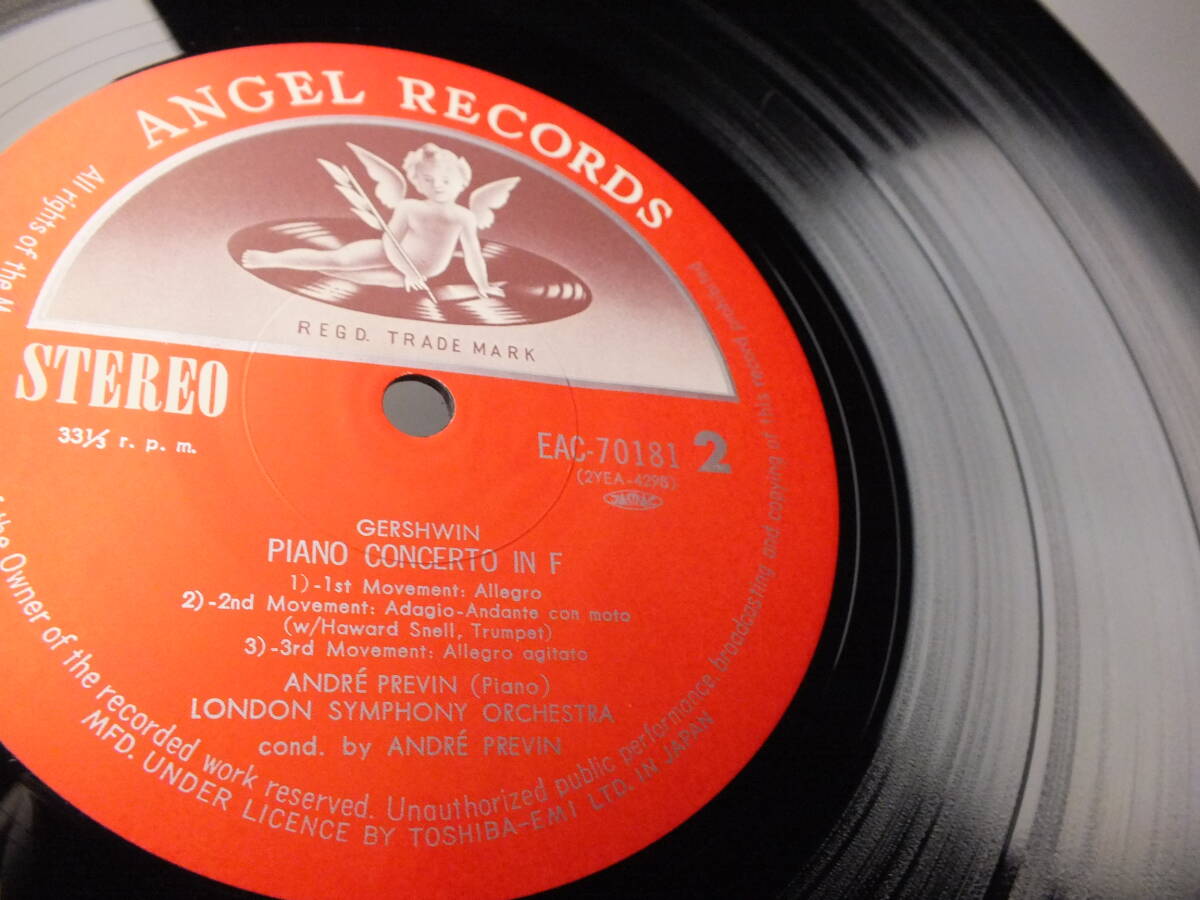 ANGEL RECORDS
REGD. TRADE MARK
STEREO
33⅓ r. p. m.
EAC-70181 2
(2YEA-429B)
GERSHWIN
PIANO CONCERTO IN F
1)-1st Movement: Allegro
2)-2nd Movement: Adagio-Andante con moto
(w/Haward Snell, Trumpet)
3)-3rd Movement: Allegro agitato
ANDRÉ PREVIN (Piano)
LONDON SYMPHONY ORCHESTRA
cond. by ANDRÉ PREVIN
All rights of the
the Owner of the recorded work reserved. Unauthorized public performance, broadcasting and copying of this record prohibited
MFD. UNDER LICENCE BY TOSHIBA-EMI LTD. IN JAPAN